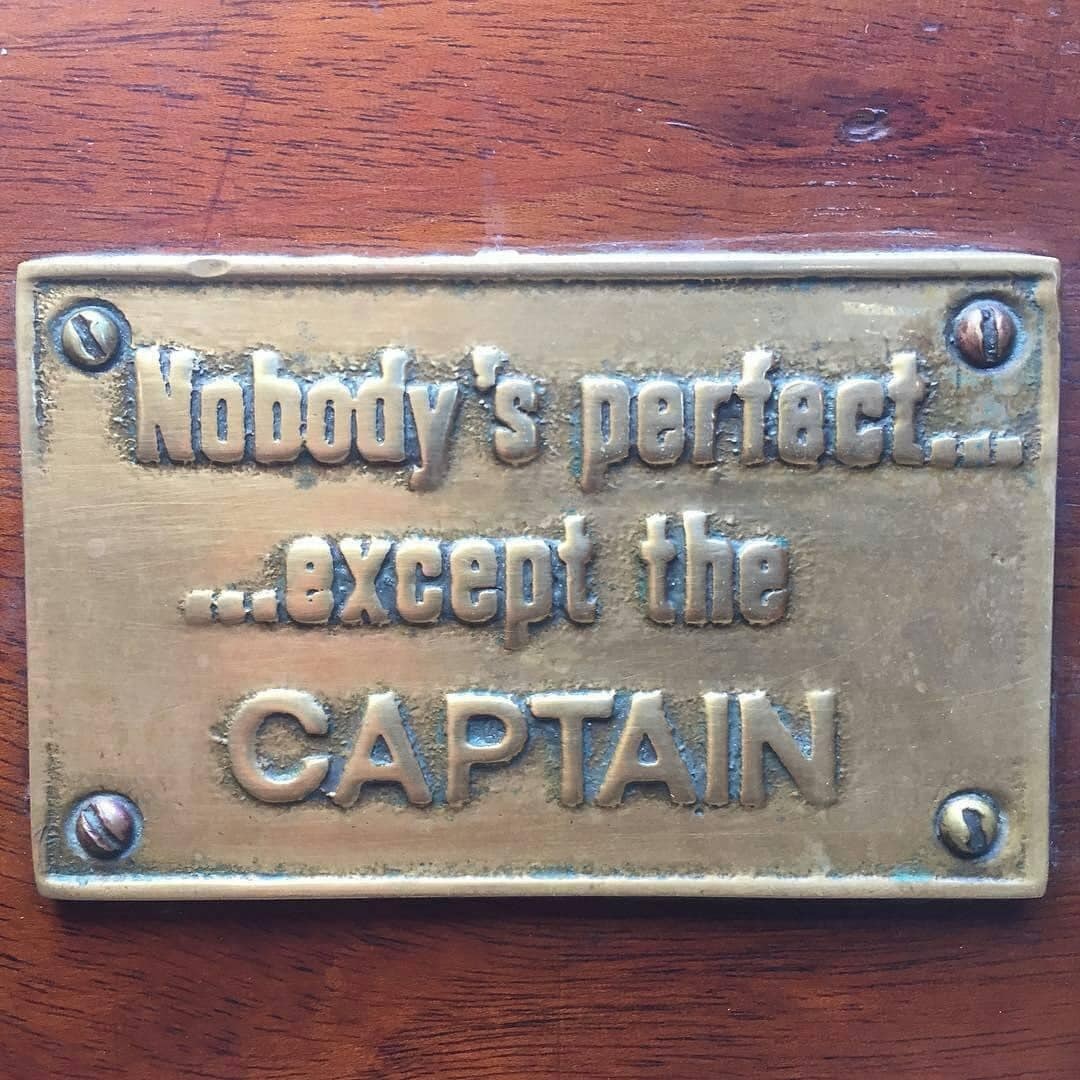 Nobody's perfect...
...except the
CAPTAIN